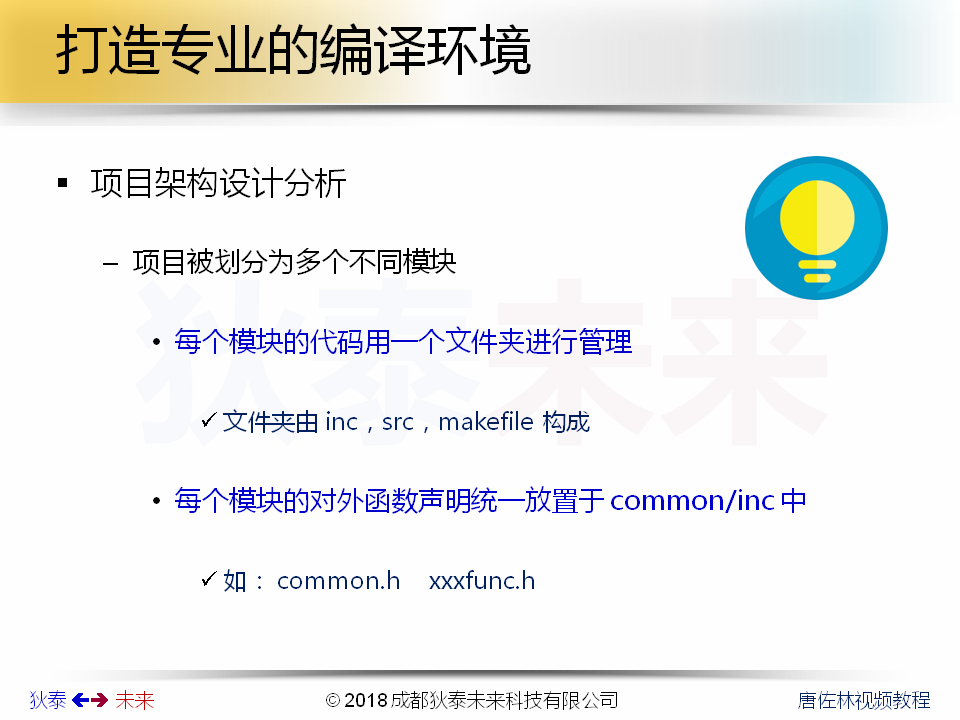 打造专业的编译环境
▪ 项目架构设计分析
– 项目被划分为多个不同模块
• 每个模块的代码用一个文件夹进行管理
✓ 文件夹由 inc，src，makefile 构成
• 每个模块的对外函数声明统一放置于 common/inc 中
✓ 如： common.h xxxfunc.h
狄泰未来
狄泰 ←→ 未来
© 2018 成都狄泰未来科技有限公司
唐佐林视频教程